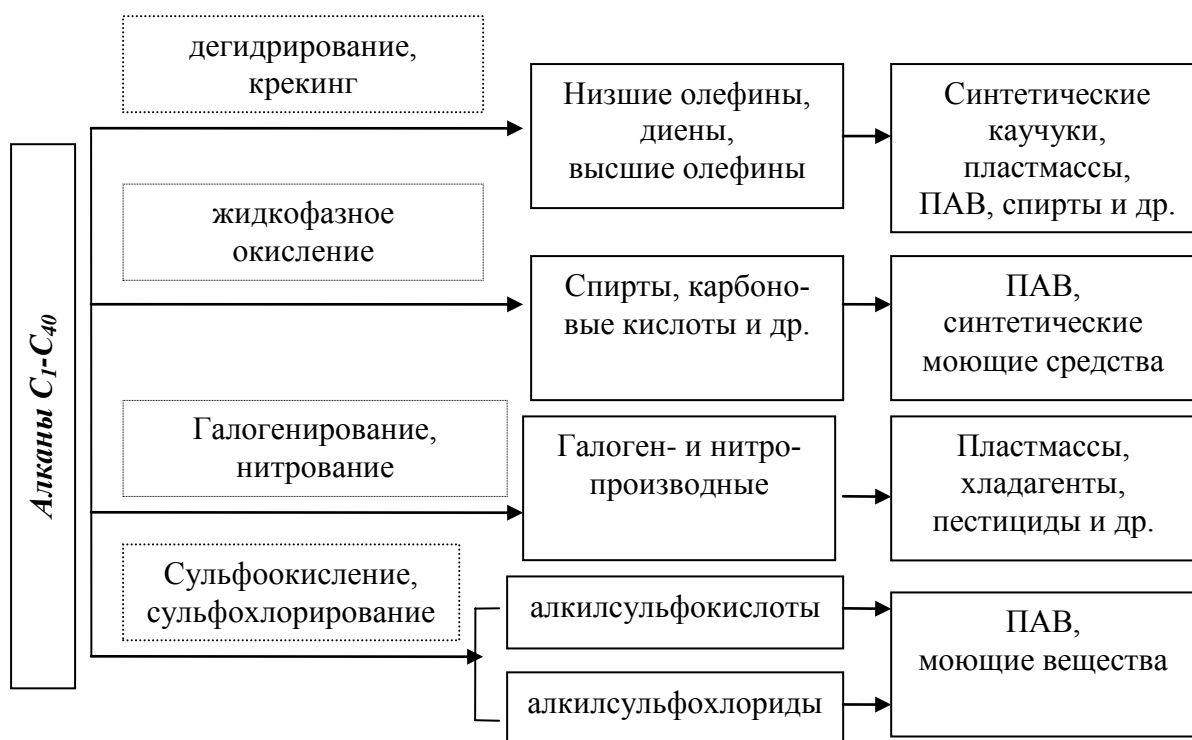 Алканы C1-C40
дегидрирование,
крекинг
Низшие олефины,
диены,
высшие олефины
Синтетические
каучуки,
пластмассы,
ПАВ, спирты и др.
жидкофазное
окисление
Спирты, карбоно-
вые кислоты и др.
ПАВ,
синтетические
моющие средства
Галогенирование,
нитрование
Галоген- и нитро-
производные
Пластмассы,
хладагенты,
пестициды и др.
Сульфоокисление,
сульфохлорирование
алкилсульфокислоты
алкилсульфохлориды
ПАВ,
моющие вещества